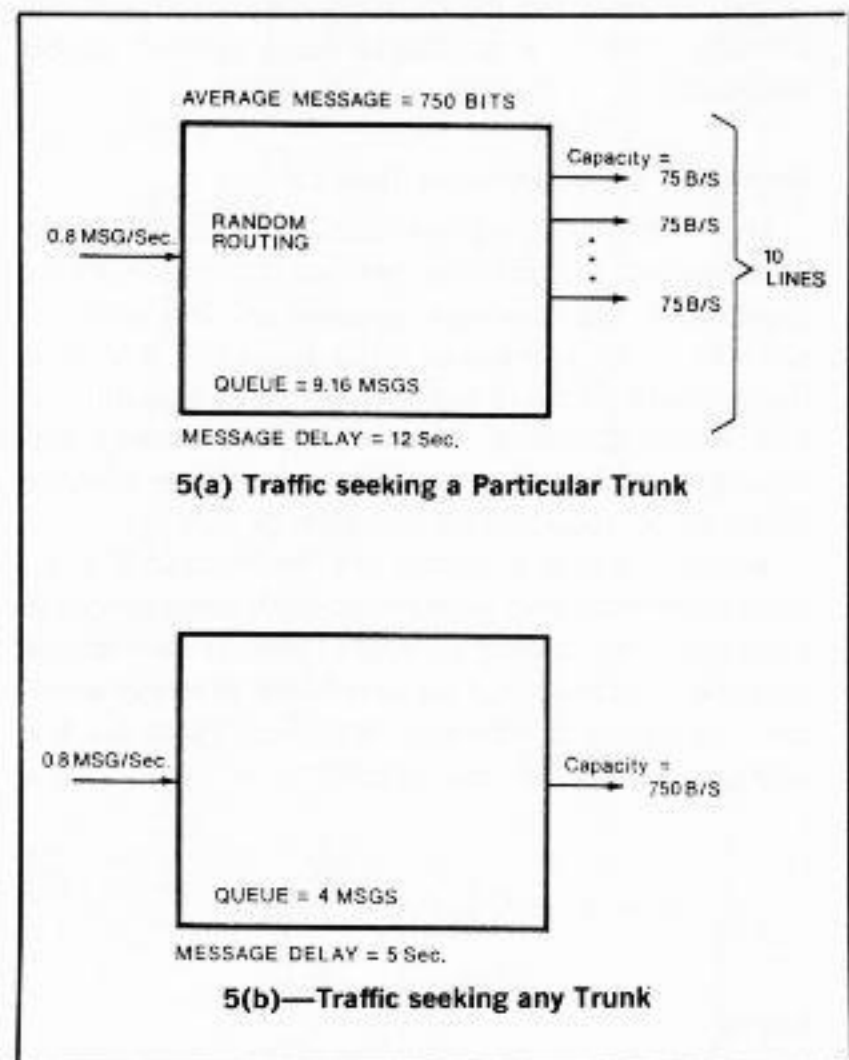 AVERAGE MESSAGE = 750 BITS
0.8 MSG/Sec.
RANDOM
ROUTING
QUEUE = 9.16 MSGS
Capacity =
75 B/S
75 B/S
75 B/S
10
LINES
MESSAGE DELAY = 12 Sec.
5(a) Traffic seeking a Particular Trunk
0.8 MSG/Sec.
QUEUE = 4 MSGS
Capacity =
750 B/S
MESSAGE DELAY = 5 Sec.
5(b)—Traffic seeking any Trunk